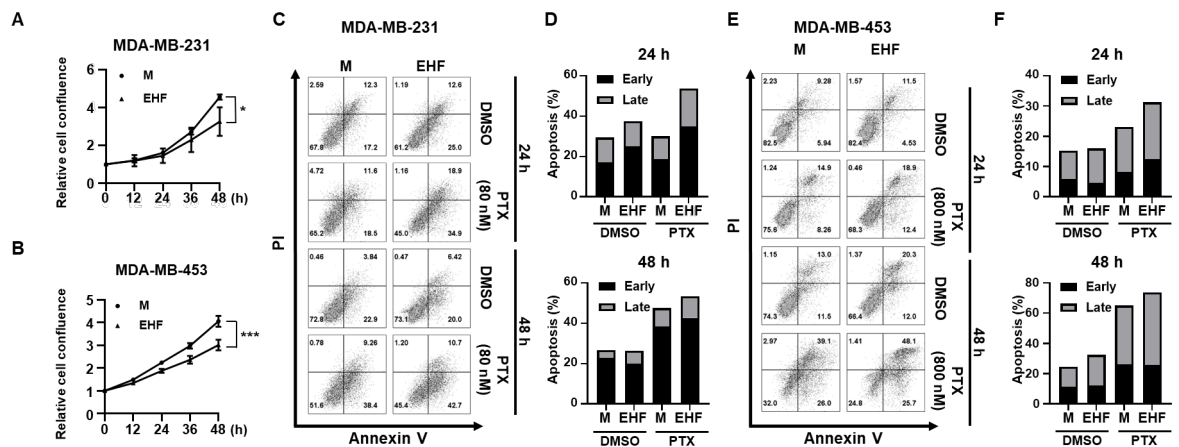 A
MDA-MB-231
M
EHF
*
Relative cell confluence
6
4
2
0
0 12 24 36 48 (h)
B
MDA-MB-453
M
EHF
***
Relative cell confluence
5
4
3
2
1
0
0 12 24 36 48 (h)
C
MDA-MB-231
M EHF
2.59 12.3 1.19 12.6
67.8 17.2 61.2 25.0
DMSO
4.72 11.6 1.16 18.9
65.2 18.5 45.0 34.9
PTX
(80 nM)
24 h
0.46 3.84 0.47 6.42
72.8 22.9 73.1 20.0
DMSO
0.78 9.26 1.20 10.7
51.6 38.4 45.4 42.7
PTX
(80 nM)
48 h
PI
Annexin V
D
24 h
Early
Late
Apoptosis (%)
60
40
20
0
M EHF M EHF
DMSO PTX
48 h
Early
Late
Apoptosis (%)
60
40
20
0
M EHF M EHF
DMSO PTX
E
MDA-MB-453
M EHF
2.23 9.28 1.57 11.5
82.5 5.94 82.4 4.53
DMSO
1.24 14.9 0.46 18.9
75.6 8.26 68.3 12.4
PTX
(800 nM)
24 h
1.15 13.0 1.37 20.3
74.3 11.5 66.4 12.0
DMSO
2.97 39.1 1.41 48.1
32.0 26.0 24.8 25.7
PTX
(800 nM)
48 h
PI
Annexin V
F
24 h
Early
Late
Apoptosis (%)
40
30
20
10
0
M EHF M EHF
DMSO PTX
48 h
Early
Late
Apoptosis (%)
80
60
40
20
0
M EHF M EHF
DMSO PTX